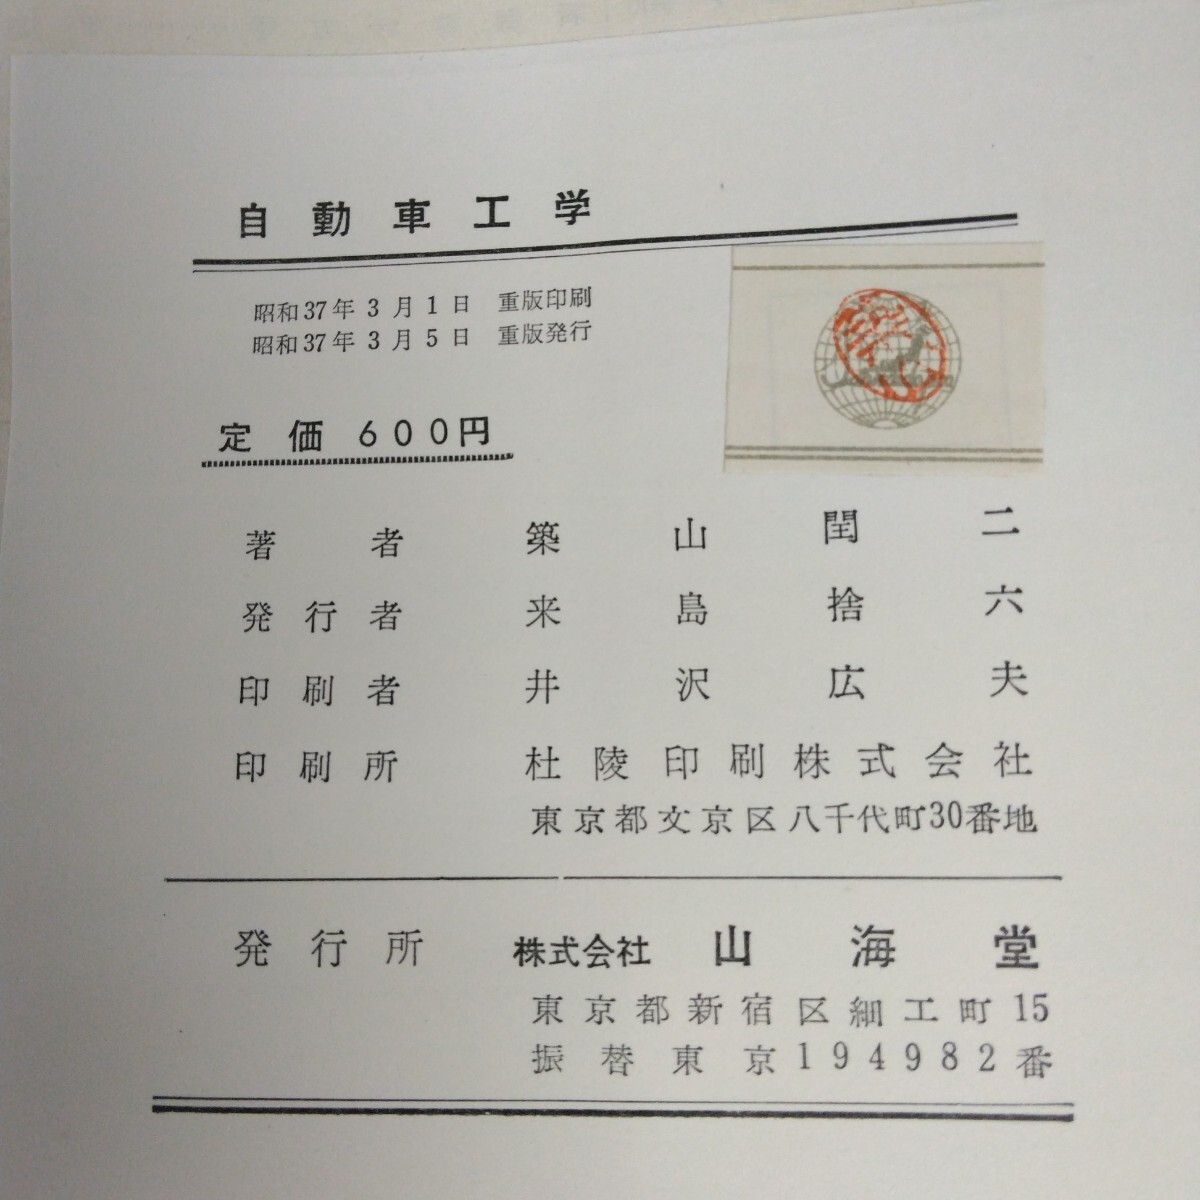 自動車工学
昭和37年3月1日 重版印刷
昭和37年3月5日 重版発行
定価 600円
著者 築山閏二
発行者 来島捨六
印刷者 井沢広夫
印刷所 杜陵印刷株式会社
東京都文京区八千代町30番地
発行所 株式会社 山海堂
東京都新宿区細工町15
振替東京194982番